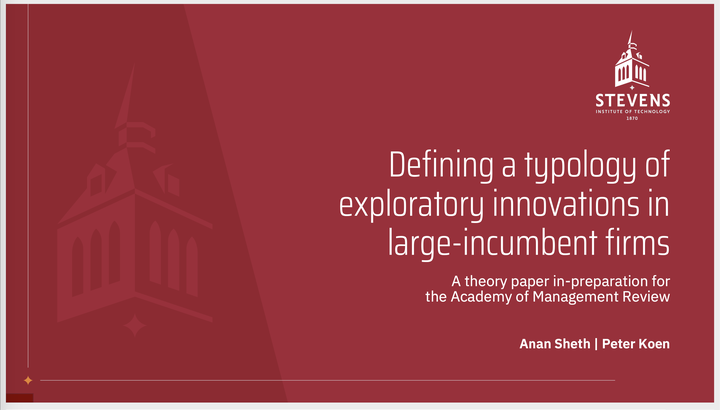 STEVENS
INSTITUTE OF TECHNOLOGY
1870
Defining a typology of
exploratory innovations in
large-incumbent firms
A theory paper in-preparation for
the Academy of Management Review
Anan Sheth | Peter Koen